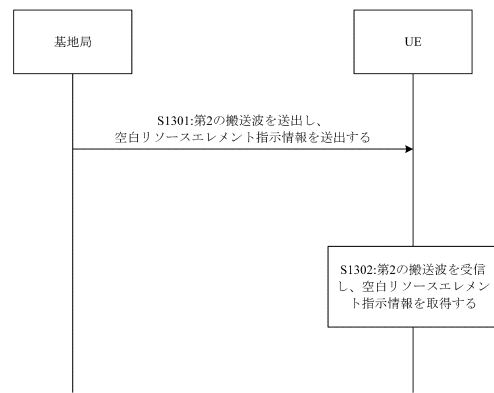 基地局
UE
S1301:第2の搬送波を送出し、
空白リソースエレメント指示情報を送出する
S1302:第2の搬送波を受信
し、空白リソースエレメン
ト指示情報を取得する